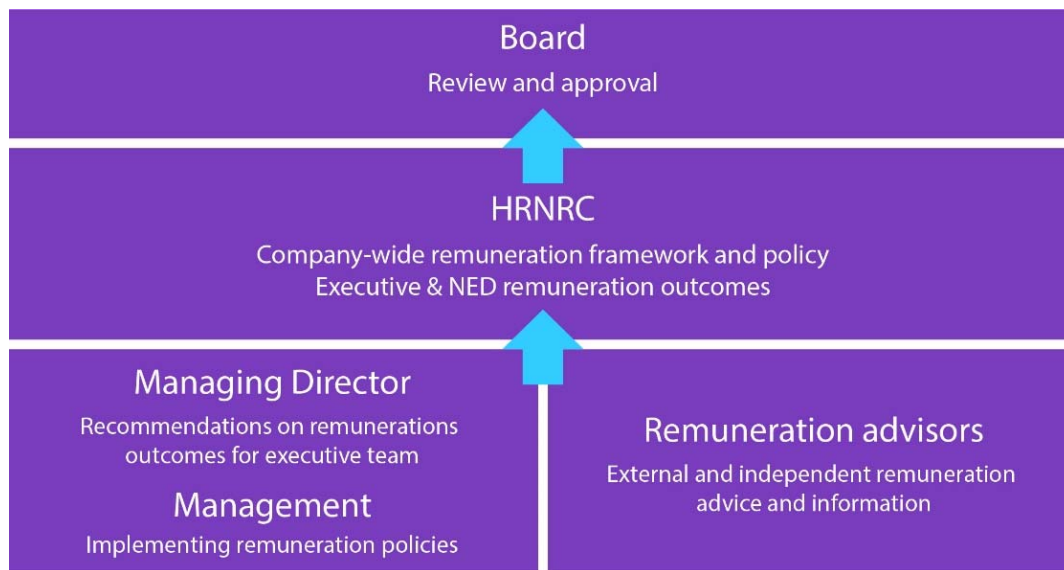 Board
Review and approval
HRNRC
Company-wide remuneration framework and policy
Executive & NED remuneration outcomes
Managing Director
Recommendations on remunerations
outcomes for executive team
Management
Implementing remuneration policies
Remuneration advisors
External and independent remuneration
advice and information